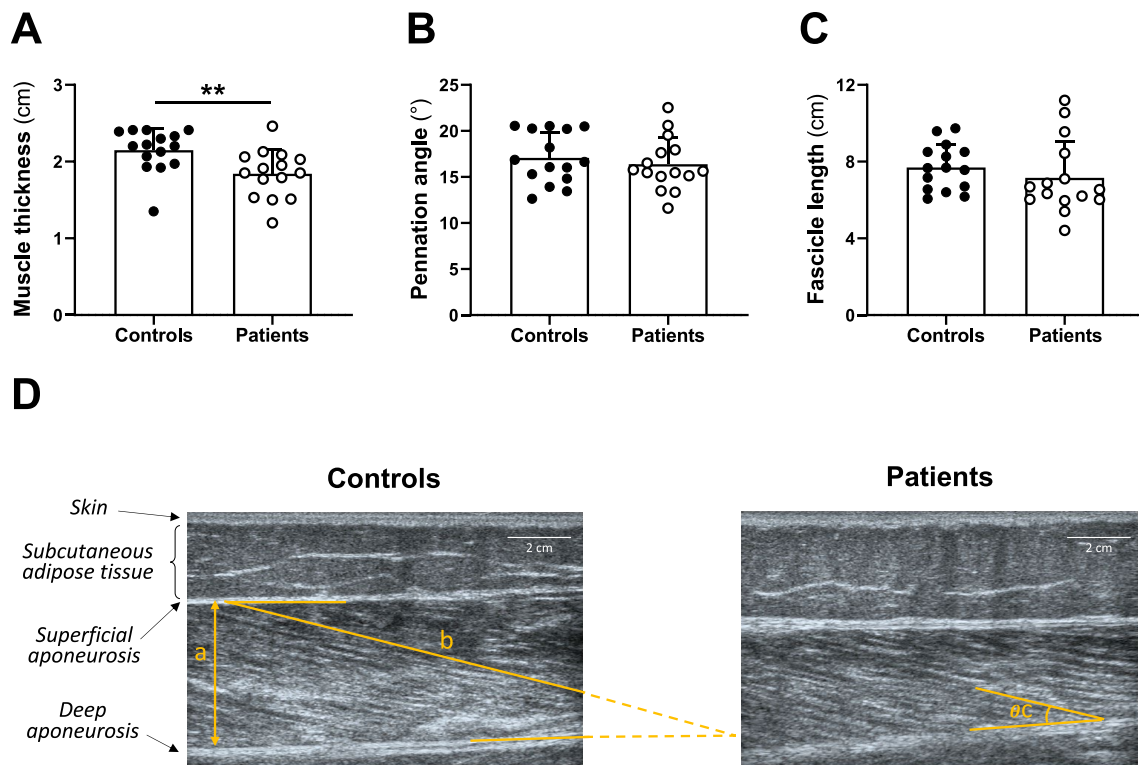 A
Muscle thickness (cm)
3
2
1
0
**
Controls
Patients
B
Pennation angle (°)
25
20
15
10
5
0
Controls
Patients
C
Fascicle length (cm)
12
8
4
0
Controls
Patients
D
Controls
Patients
Skin
Subcutaneous
adipose tissue
Superficial
aponeurosis
Deep
aponeurosis
2 cm
a
b
2 cm
θC